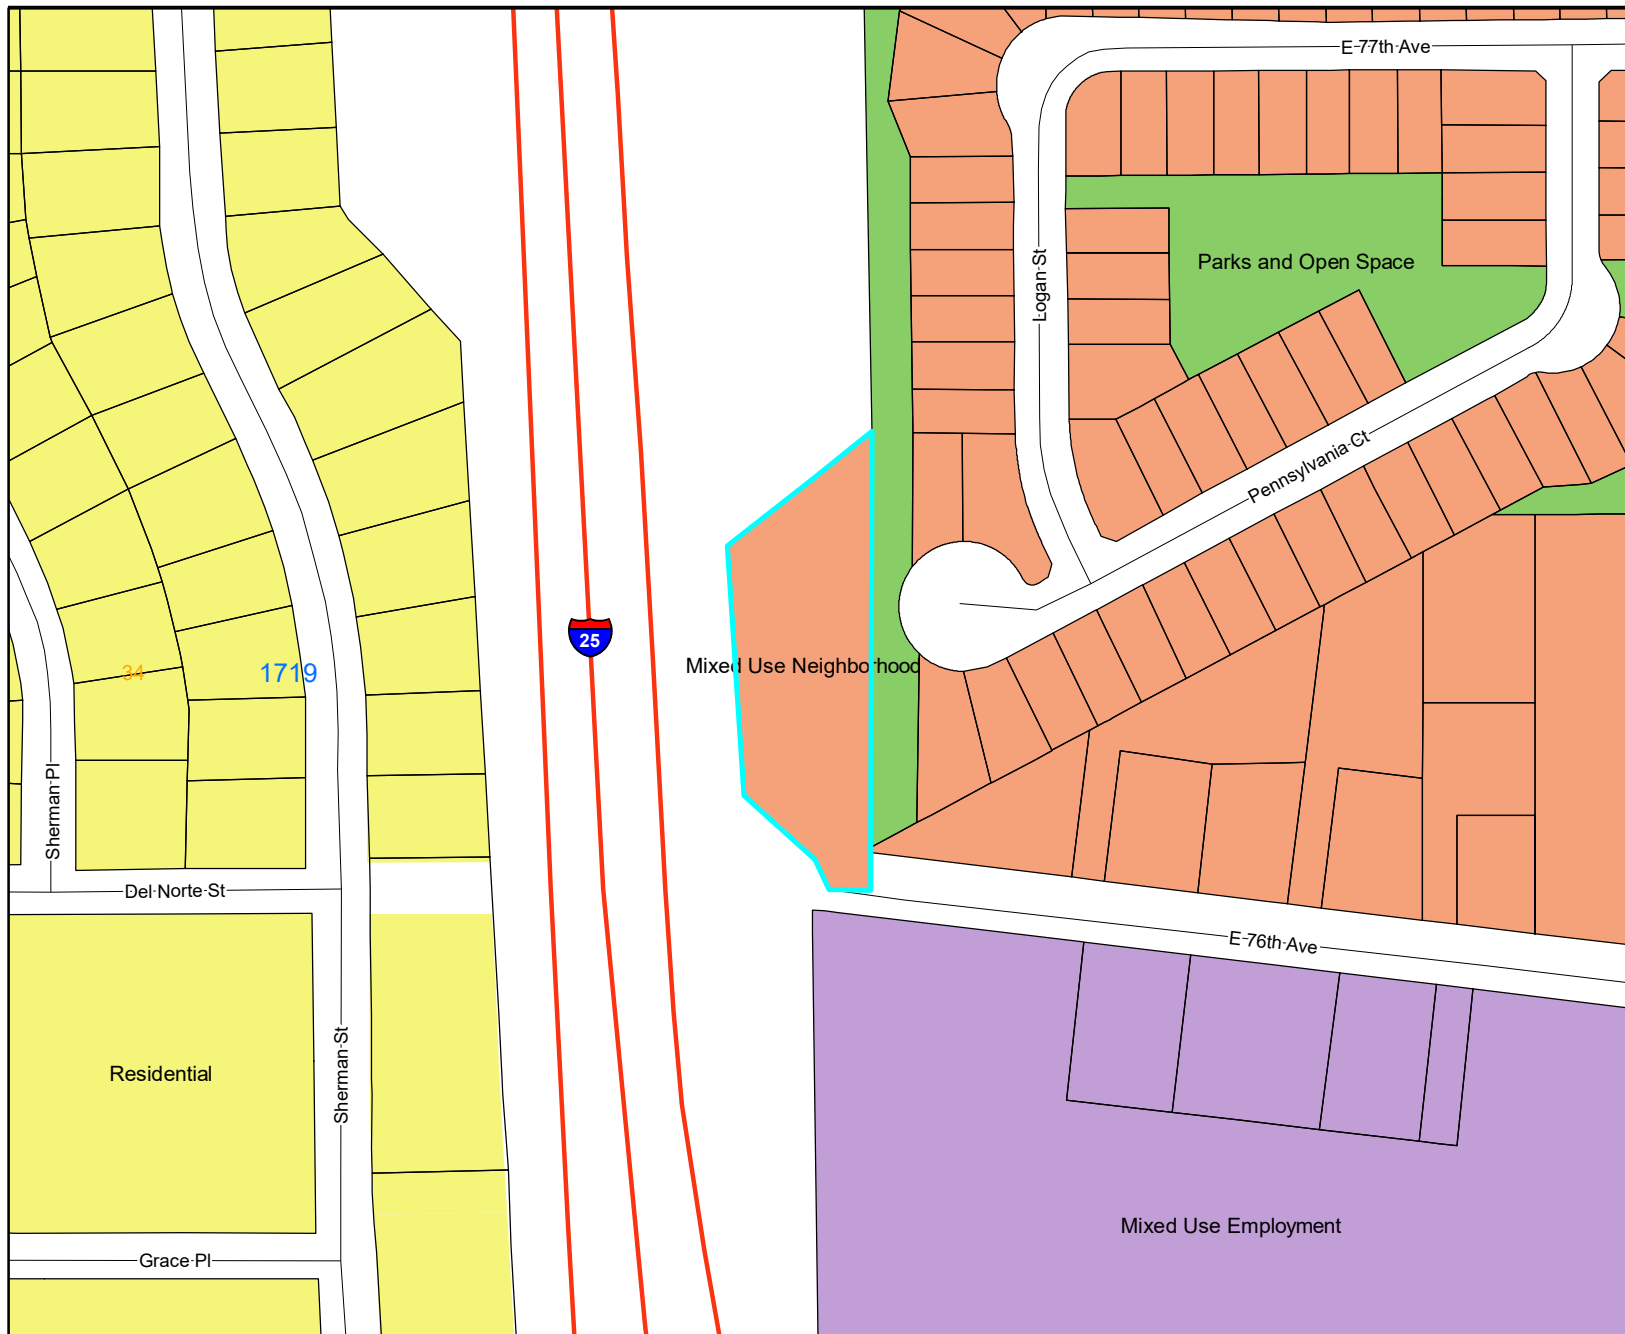 E 77th Ave
Logan St
Parks and Open Space
Pennsylvania Ct
25
Mixed Use Neighborhood
34
1719
Sherman Pl
Del Norte St
E 76th Ave
Sherman St
Residential
Mixed Use Employment
Grace Pl